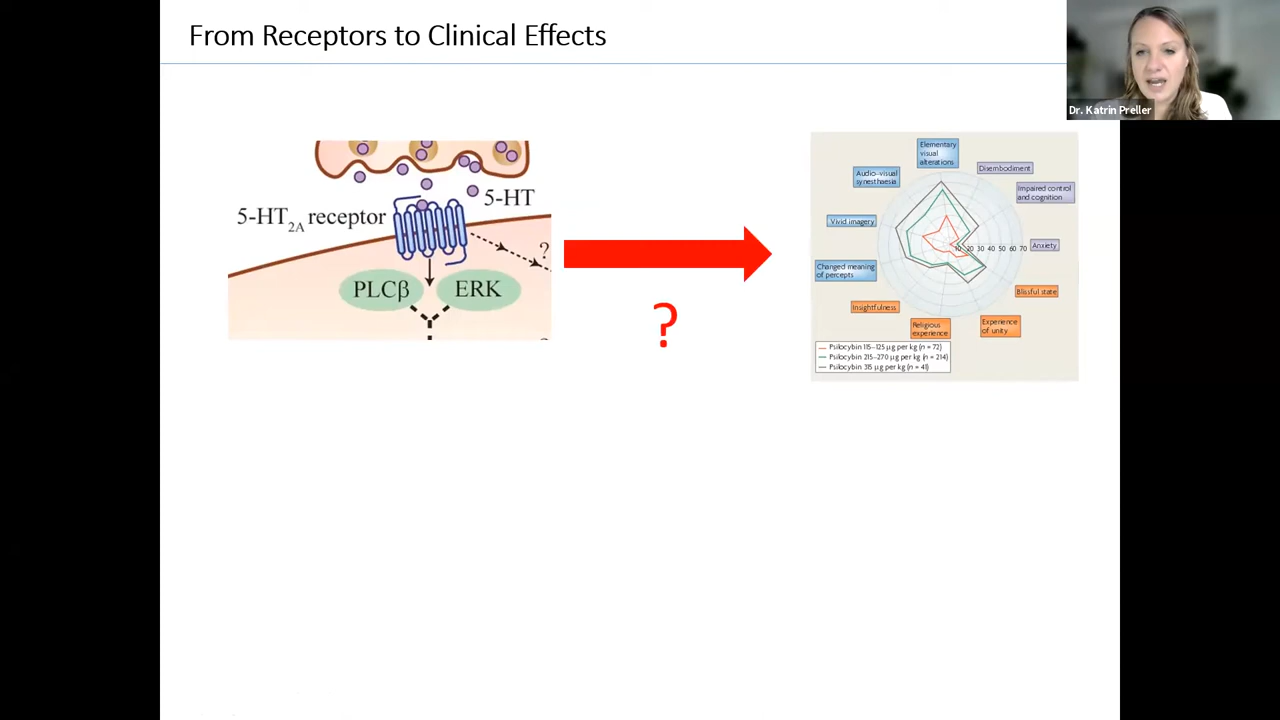 From Receptors to Clinical Effects
Dr. Katrin Preller
5-HT
5-HT2A receptor
?
PLCβ
ERK
?
Elementary
visual
alterations
Audio–visual
synesthaesia
Disembodiment
Impaired control
and cognition
Vivid imagery
Anxiety
10 20 30 40 50 60 70
Changed meaning
of percepts
Blissful state
Insightfulness
Religious
experience
Experience
of unity
Psilocybin 115–125 µg per kg (n = 72)
Psilocybin 215–270 µg per kg (n = 214)
Psilocybin 315 µg per kg (n = 41)